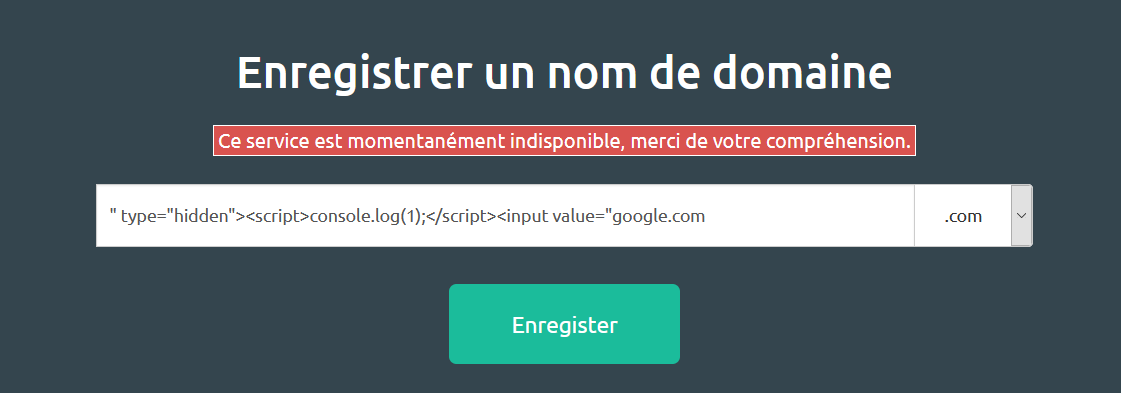 Enregistrer un nom de domaine
Ce service est momentanément indisponible, merci de votre compréhension.
" type="hidden"><script>console.log(1);</script><input value="google.com
.com
Enregister